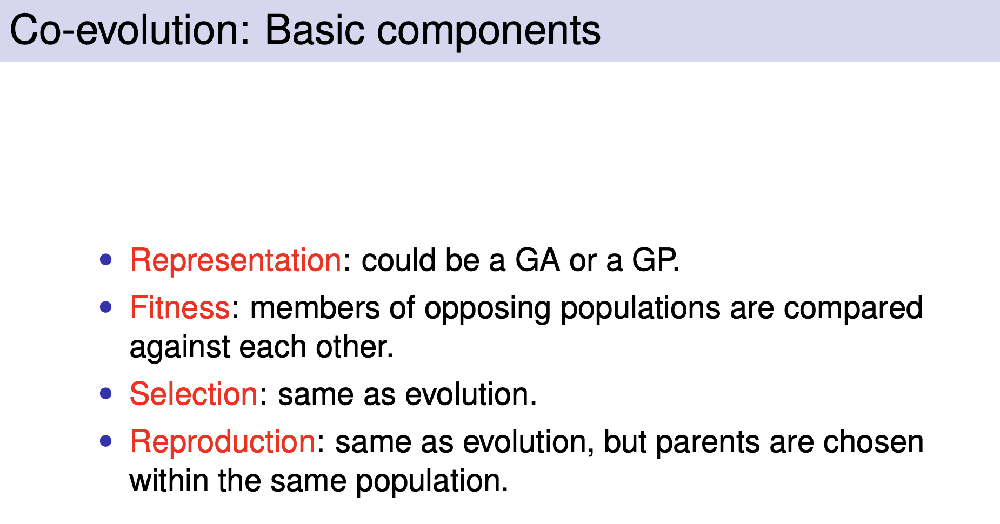 Co-evolution: Basic components
• Representation: could be a GA or a GP.
• Fitness: members of opposing populations are compared
against each other.
• Selection: same as evolution.
• Reproduction: same as evolution, but parents are chosen
within the same population.